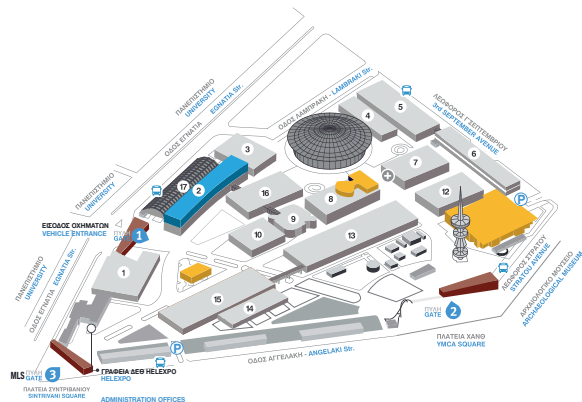 ΠΑΝΕΠΙΣΤΗΜΙΟ
UNIVERSITY
ΟΔΟΣ ΕΓΝΑΤΙΑ
EGNATIA Str.
ΟΔΟΣ ΛΑΜΠΡΑΚΗ - LAMBRAKI Str.
ΛΕΟΦΟΡΟΣ Γ ΣΕΠΤΕΜΒΡΙΟΥ
3rd SEPTEMBER AVENUE
4
5
6
3
7
17
2
16
8
12
P
ΠΑΝΕΠΙΣΤΗΜΙΟ
UNIVERSITY
9
10
13
ΕΙΣΟΔΟΣ ΟΧΗΜΑΤΩΝ
VEHICLE ENTRANCE
ΠΥΛΗ
GATE 1
1
ΠΑΝΕΠΙΣΤΗΜΙΟ
UNIVERSITY
ΟΔΟΣ ΕΓΝΑΤΙΑ
EGNATIA Str.
15
14
ΛΕΟΦΟΡΟΣ ΣΤΡΑΤΟΥ
STRATOU AVENUE
ΑΡΧΑΙΟΛΟΓΙΚΟ ΜΟΥΣΕΙΟ
ARCHAEOLOGICAL MUSEUM
ΠΥΛΗ
GATE 2
ΠΛΑΤΕΙΑ ΧΑΝΘ
YMCA SQUARE
P
ΟΔΟΣ ΑΓΓΕΛΑΚΗ - ANGELAKI Str.
MLS
ΠΥΛΗ
GATE 3
ΠΛΑΤΕΙΑ ΣΥΝΤΡΙΒΑΝΙΟΥ
SINTRIVANI SQUARE
ΓΡΑΦΕΙΑ ΔΕΘ HELEXPO
HELEXPO
ADMINISTRATION OFFICES